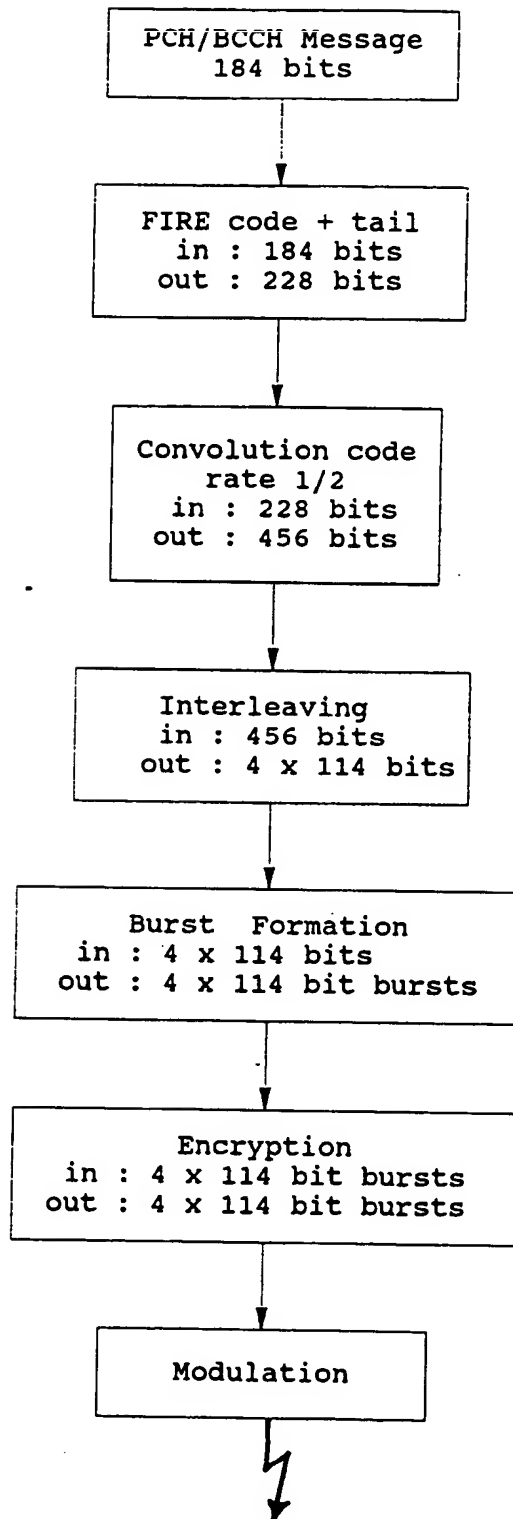 PCH/BCCH Message
184 bits
FIRE code + tail
in : 184 bits
out : 228 bits
Convolution code
rate 1/2
in : 228 bits
out : 456 bits
Interleaving
in : 456 bits
out : 4 x 114 bits
Burst Formation
in : 4 x 114 bits
out : 4 x 114 bit bursts
Encryption
in : 4 x 114 bit bursts
out : 4 x 114 bit bursts
Modulation